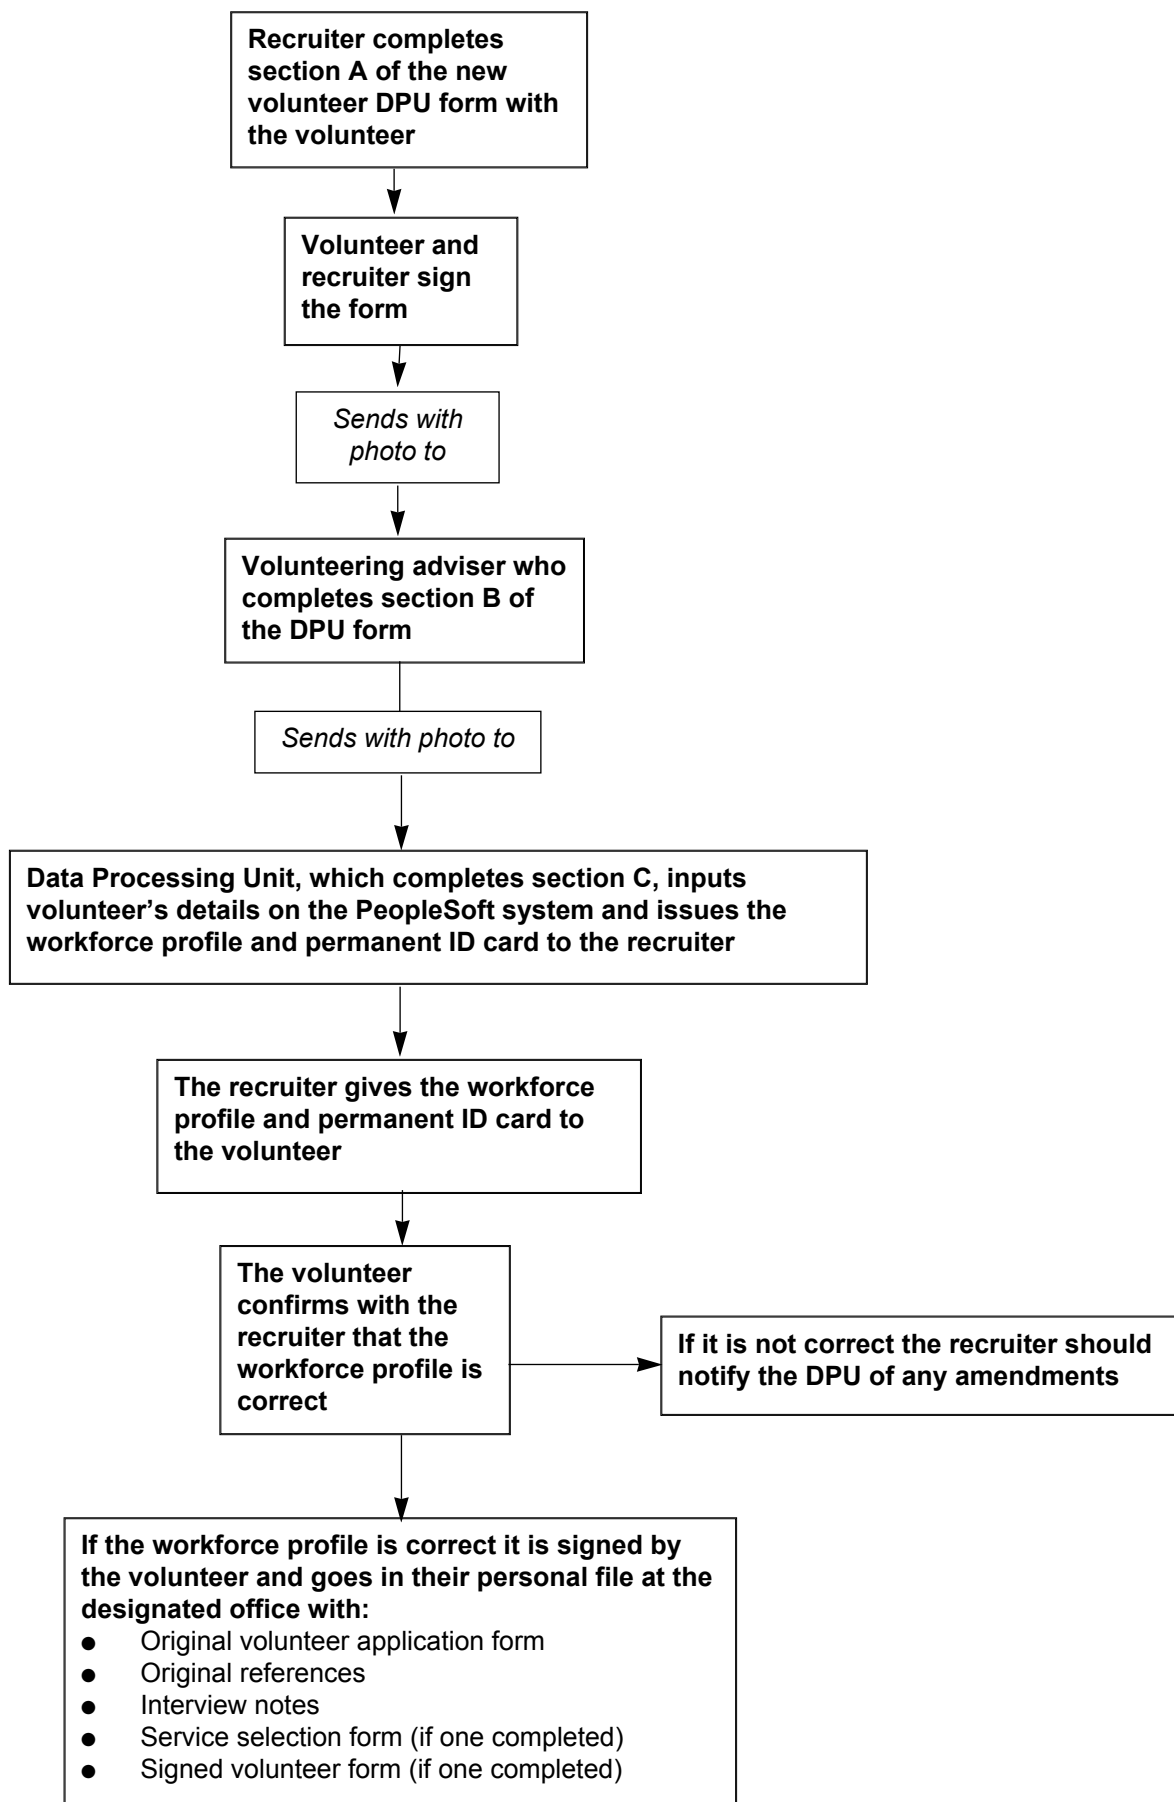 Recruiter completes
section A of the new
volunteer DPU form with
the volunteer
Volunteer and
recruiter sign
the form
Sends with
photo to
Volunteering adviser who
completes section B of
the DPU form
Sends with photo to
Data Processing Unit, which completes section C, inputs
volunteer’s details on the PeopleSoft system and issues the
workforce profile and permanent ID card to the recruiter
The recruiter gives the workforce
profile and permanent ID card to
the volunteer
The volunteer
confirms with the
recruiter that the
workforce profile is
correct
If it is not correct the recruiter should
notify the DPU of any amendments
If the workforce profile is correct it is signed by
the volunteer and goes in their personal file at the
designated office with:
● Original volunteer application form
● Original references
● Interview notes
● Service selection form (if one completed)
● Signed volunteer form (if one completed)